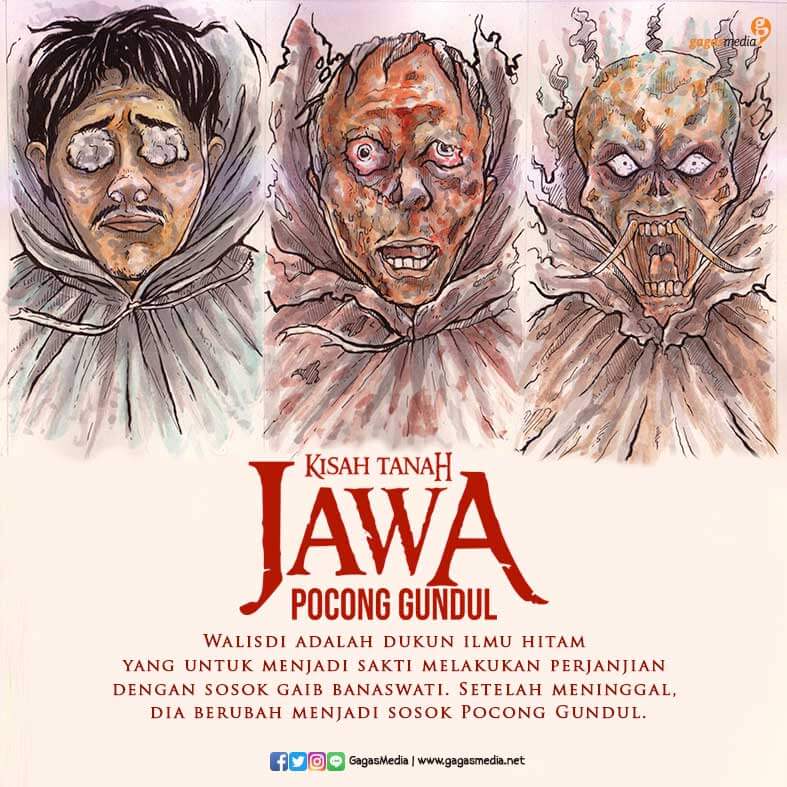 gagasmedia
KISAH TANAH
JAWA
POCONG GUNDUL
WALISDI ADALAH DUKUN ILMU HITAM
YANG UNTUK MENJADI SAKTI MELAKUKAN PERJANJIAN
DENGAN SOSOK GAIB BANASWATI. SETELAH MENINGGAL,
DIA BERUBAH MENJADI SOSOK POCONG GUNDUL.
GagasMedia | www.gagasmedia.net